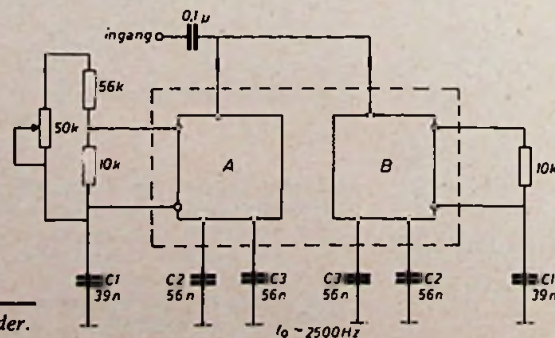 0,1 µ
ingang
56k
50k
10k
A
B
10k
C1
39n
C2
56n
C3
56n
C3
56n
C2
56n
C1
39n
der.
f₀ ~ 2500Hz